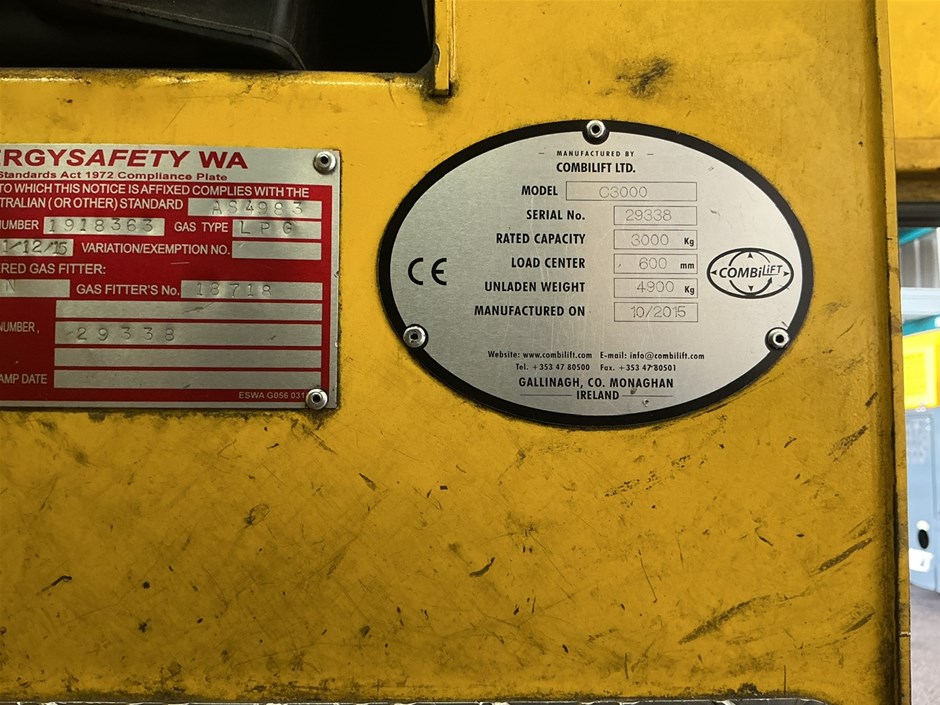 ERGYSAFETY WA
Standards Act 1972 Compliance Plate
TO WHICH THIS NOTICE IS AFFIXED COMPLIES WITH THE
TRALIAN ( OR OTHER ) STANDARD AS4983
NUMBER 1918363 GAS TYPE LPG
1/12/15 VARIATION/EXEMPTION NO.
ERED GAS FITTER:
N GAS FITTER'S No. 18718
NUMBER, 29338
AMP DATE
ESWA G056 031
MANUFACTURED BY
COMBILIFT LTD.
MODEL C3000
SERIAL No. 29338
RATED CAPACITY 3000 Kg
LOAD CENTER 600 mm
UNLADEN WEIGHT 4900 Kg
MANUFACTURED ON 10/2015
CE
COMBiLIFT
Website: www.combilift.com E-mail: info@combilift.com
Tel. +353 47 80500 Fax. +353 47 80501
GALLINAGH, CO. MONAGHAN
IRELAND